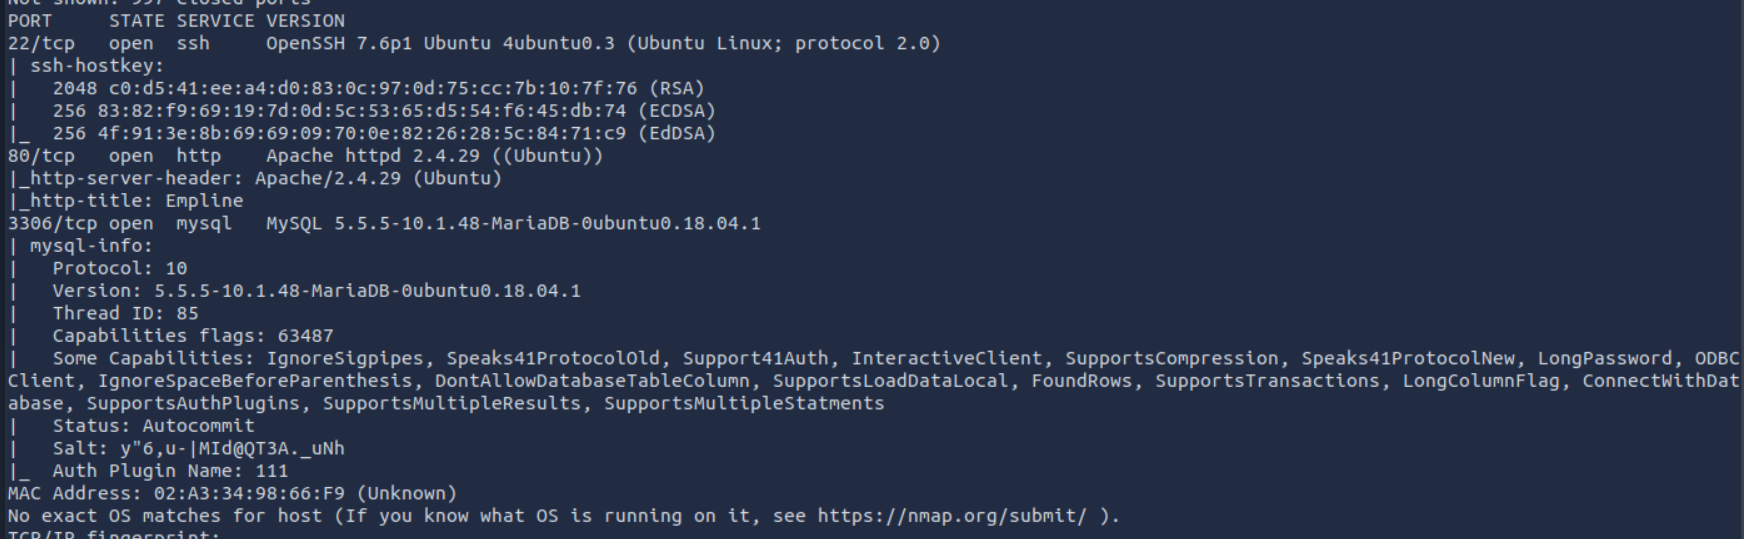 Not shown: 997 closed ports
PORT     STATE SERVICE VERSION
22/tcp   open  ssh     OpenSSH 7.6p1 Ubuntu 4ubuntu0.3 (Ubuntu Linux; protocol 2.0)
| ssh-hostkey:
|   2048 c0:d5:41:ee:a4:d0:83:0c:97:0d:75:cc:7b:10:7f:76 (RSA)
|   256 83:82:f9:69:19:7d:0d:5c:53:65:d5:54:f6:45:db:74 (ECDSA)
|_  256 4f:91:3e:8b:69:69:09:70:0e:82:26:28:5c:84:71:c9 (EdDSA)
80/tcp   open  http    Apache httpd 2.4.29 ((Ubuntu))
|_http-server-header: Apache/2.4.29 (Ubuntu)
|_http-title: Empline
3306/tcp open  mysql   MySQL 5.5.5-10.1.48-MariaDB-0ubuntu0.18.04.1
| mysql-info:
|   Protocol: 10
|   Version: 5.5.5-10.1.48-MariaDB-0ubuntu0.18.04.1
|   Thread ID: 85
|   Capabilities flags: 63487
|   Some Capabilities: IgnoreSigpipes, Speaks41ProtocolOld, Support41Auth, InteractiveClient, SupportsCompression, Speaks41ProtocolNew, LongPassword, ODBC
Client, IgnoreSpaceBeforeParenthesis, DontAllowDatabaseTableColumn, SupportsLoadDataLocal, FoundRows, SupportsTransactions, LongColumnFlag, ConnectWithDat
abase, SupportsAuthPlugins, SupportsMultipleResults, SupportsMultipleStatments
|   Status: Autocommit
|   Salt: y"6,u-|MId@QT3A._uNh
|_  Auth Plugin Name: 111
MAC Address: 02:A3:34:98:66:F9 (Unknown)
No exact OS matches for host (If you know what OS is running on it, see https://nmap.org/submit/ ).
TCP/IP fingerprint: